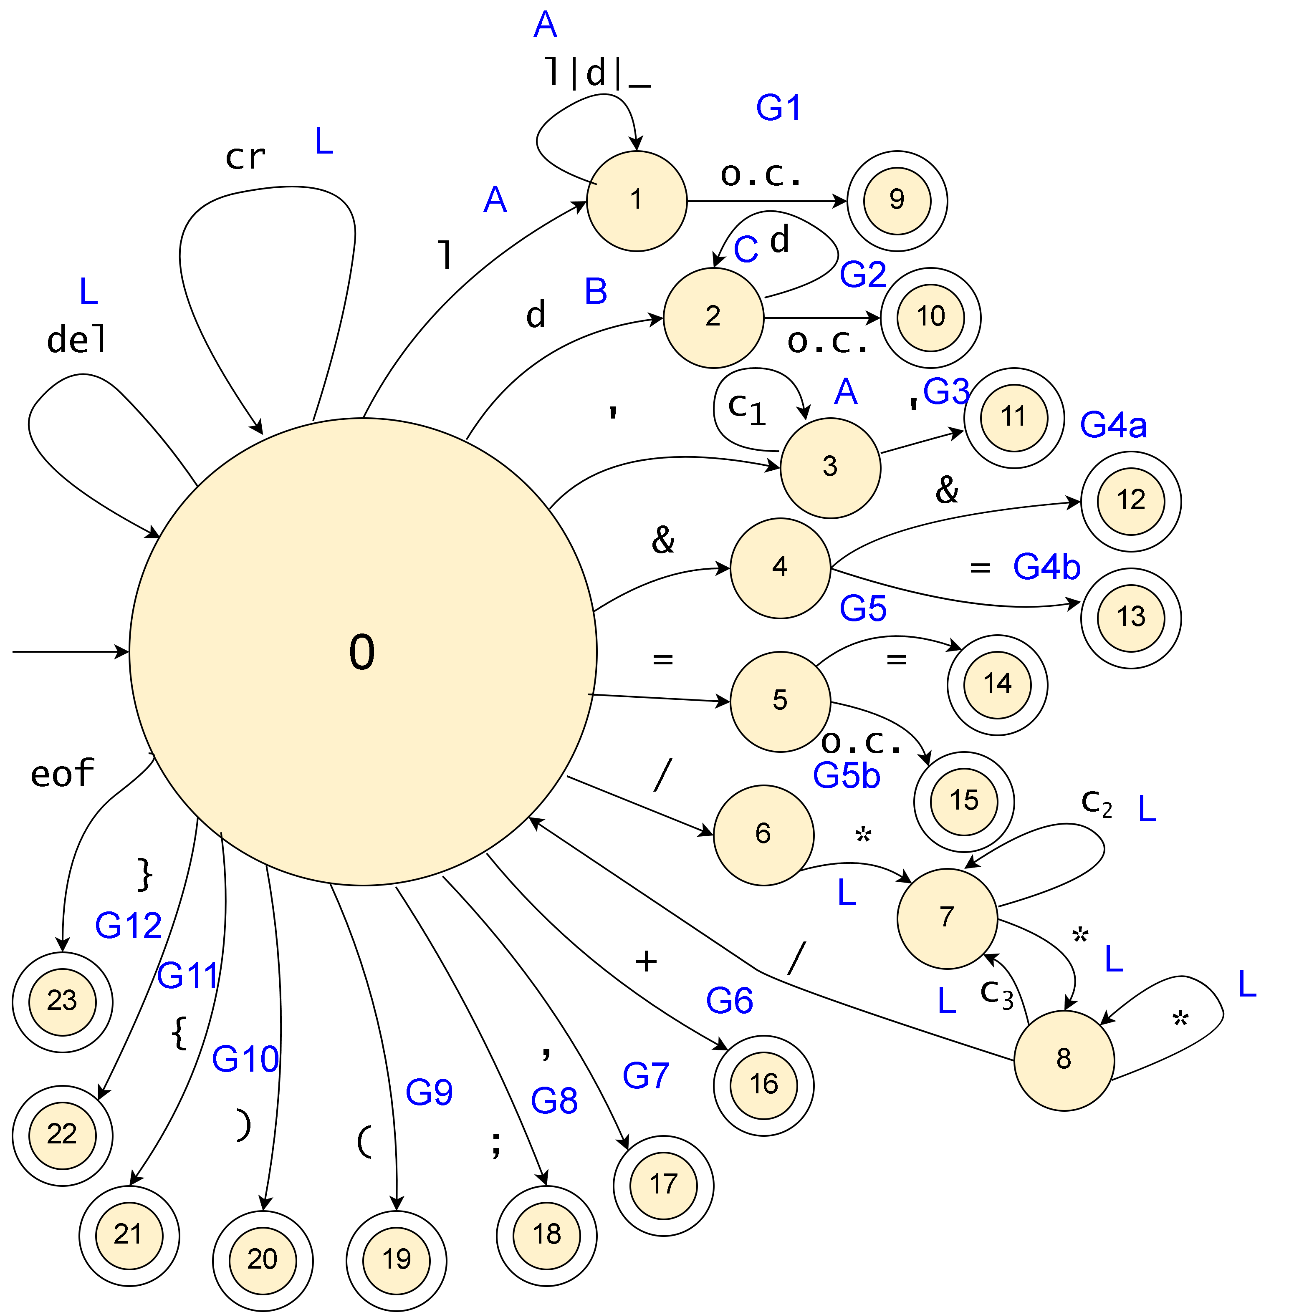 A
l|d|_
G1
cr
L
1
o.c.
9
A
l
C
d
L
B
G2
del
d
2
10
o.c.
'
c1
A
'
G3
11
G4a
3
&
12
&
4
=
G4b
G5
13
0
=
=
5
14
o.c.
eof
/
G5b
15
c2
L
6
*
}
L
7
G12
*
/
L
G11
+
L
c3
L
23
G6
*
{
,
8
G10
G7
16
G9
G8
)
(
;
22
17
21
18
20
19